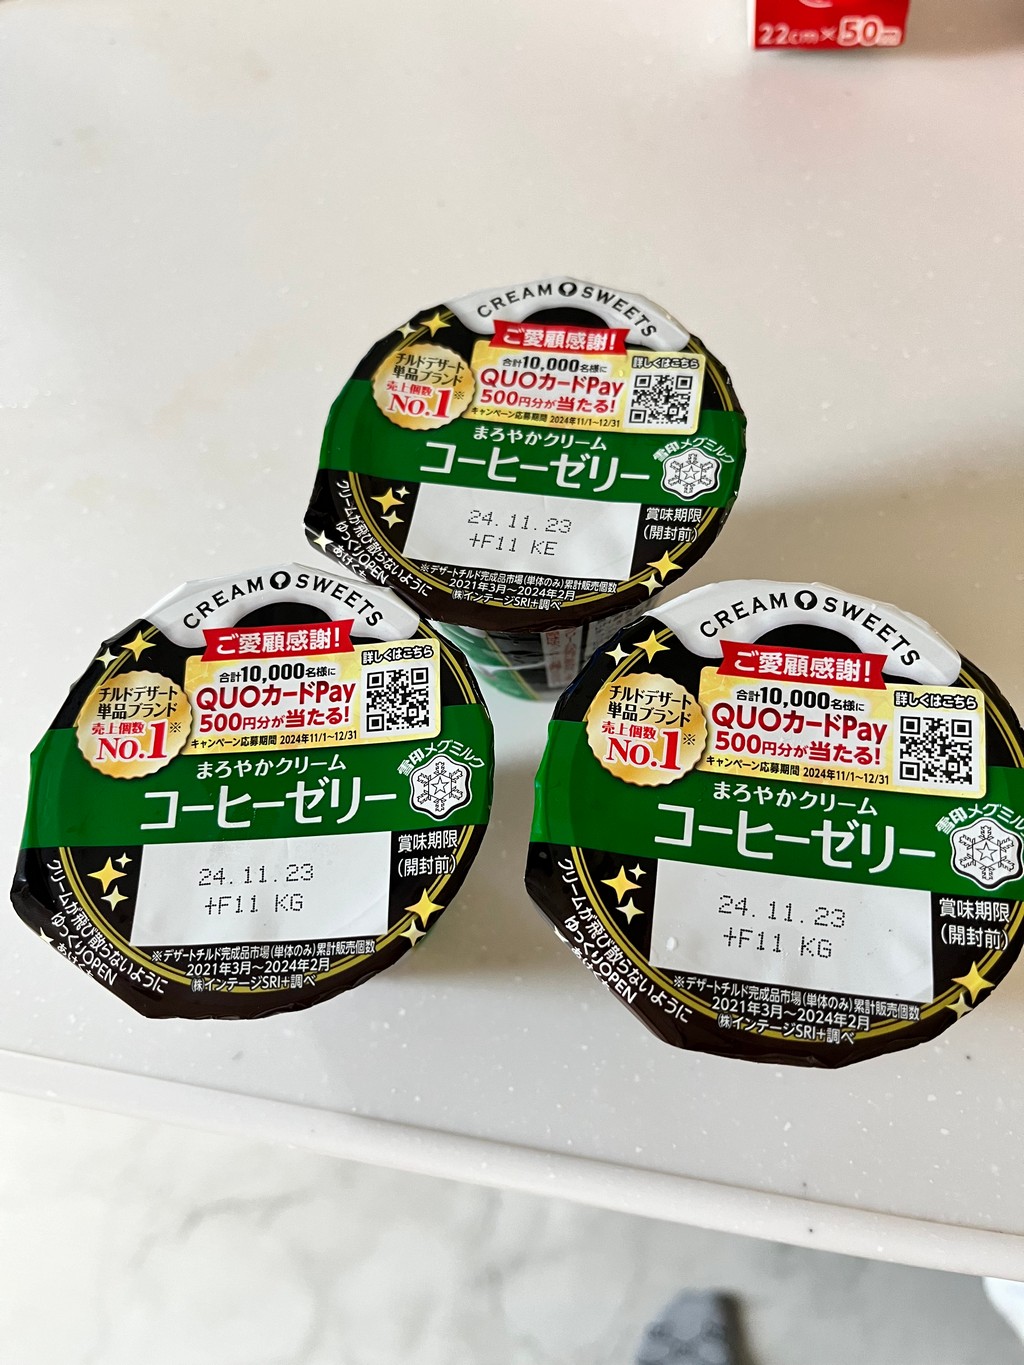 22cm×50m
CREAM SWEETS
ご愛顧感謝!
チルドデザート
単品ブランド
売上個数
No.1※
合計10,000名様に
QUOカードPay
500円分が当たる!
キャンペーン応募期間 2024年11/1〜12/31
詳しくはこちら
まろやかクリーム
コーヒーゼリー
雪印メグミルク
24.11.23
+F11 KE
賞味期限
(開封前)
クリームが飛び散らないように
ゆっくりOPEN
※デザートチルド完成品市場(単体のみ)累計販売個数
2021年3月〜2024年2月
㈱インテージSRI+調べ
CREAM SWEETS
ご愛顧感謝!
チルドデザート
単品ブランド
売上個数
No.1※
合計10,000名様に
QUOカードPay
500円分が当たる!
キャンペーン応募期間 2024年11/1〜12/31
詳しくはこちら
まろやかクリーム
コーヒーゼリー
雪印メグミルク
24.11.23
+F11 KG
賞味期限
(開封前)
クリームが飛び散らないように
ゆっくりOPEN
※デザートチルド完成品市場(単体のみ)累計販売個数
2021年3月〜2024年2月
㈱インテージSRI+調べ
CREAM SWEETS
ご愛顧感謝!
チルドデザート
単品ブランド
売上個数
No.1※
合計10,000名様に
QUOカードPay
500円分が当たる!
キャンペーン応募期間 2024年11/1〜12/31
詳しくはこちら
まろやかクリーム
コーヒーゼリー
雪印メグミルク
24.11.23
+F11 KG
賞味期限
(開封前)
クリームが飛び散らないように
ゆっくりOPEN
※デザートチルド完成品市場(単体のみ)累計販売個数
2021年3月〜2024年2月
㈱インテージSRI+調べ